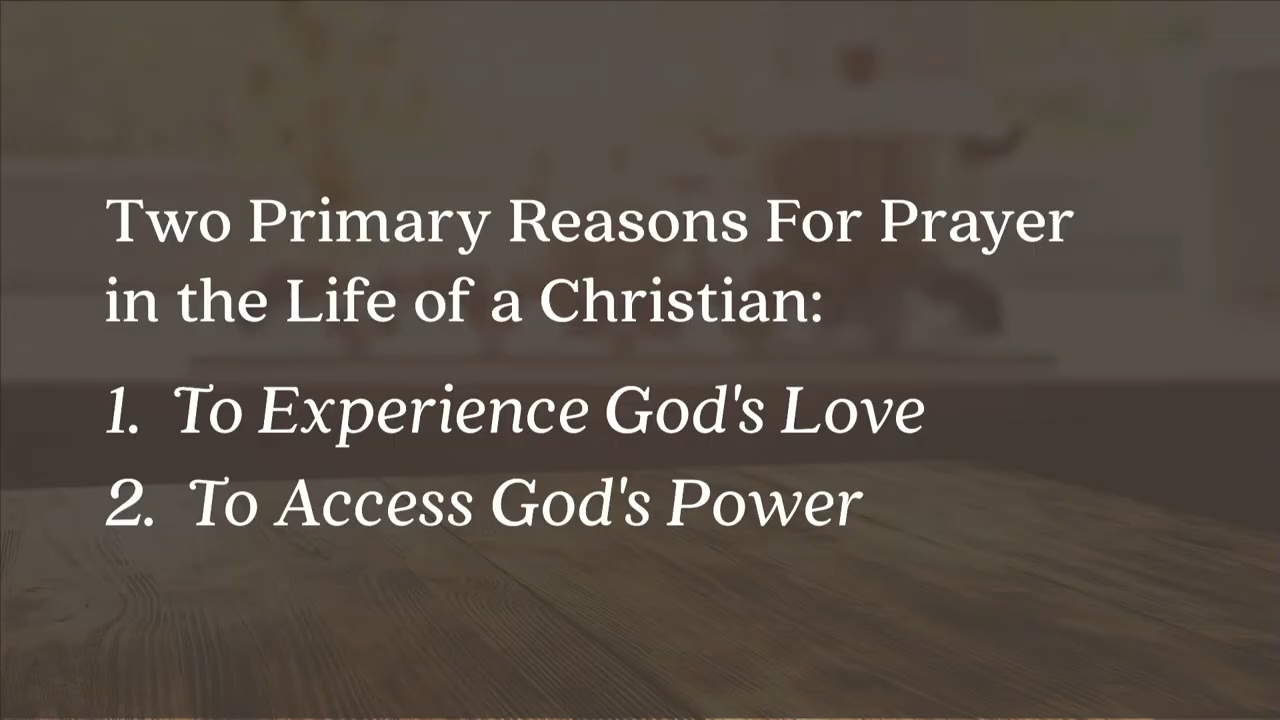 Two Primary Reasons For Prayer
in the Life of a Christian:
1. To Experience God's Love
2. To Access God's Power